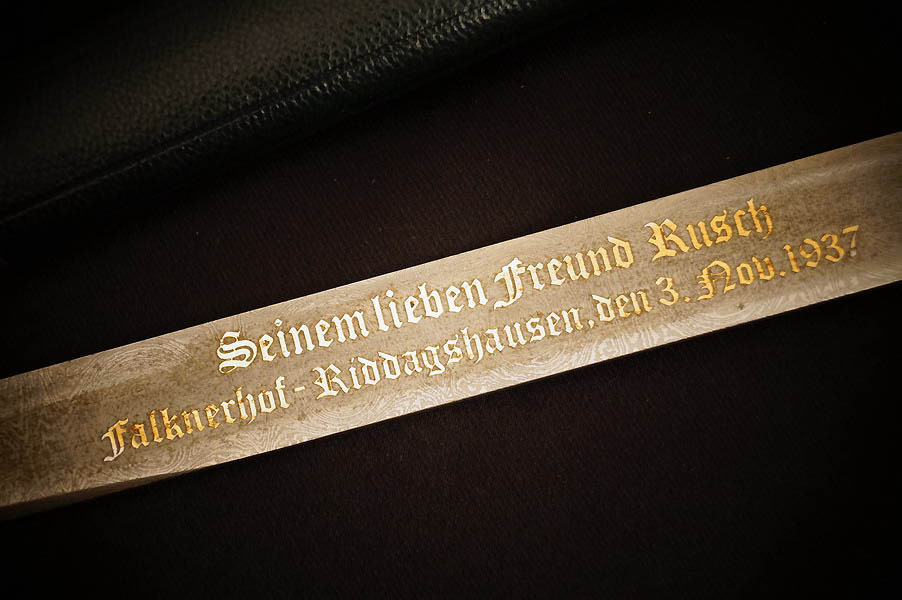 Seinem lieben Freund Rusch
Falknerhof-Riddagshausen, den 3. Nov. 1937